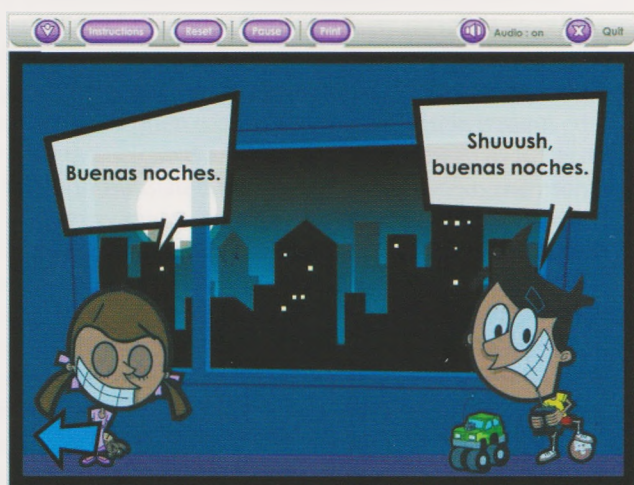 Instructions Reset Pause Print Audio : on Quit
Buenas noches.
Shuuush,
buenas noches.